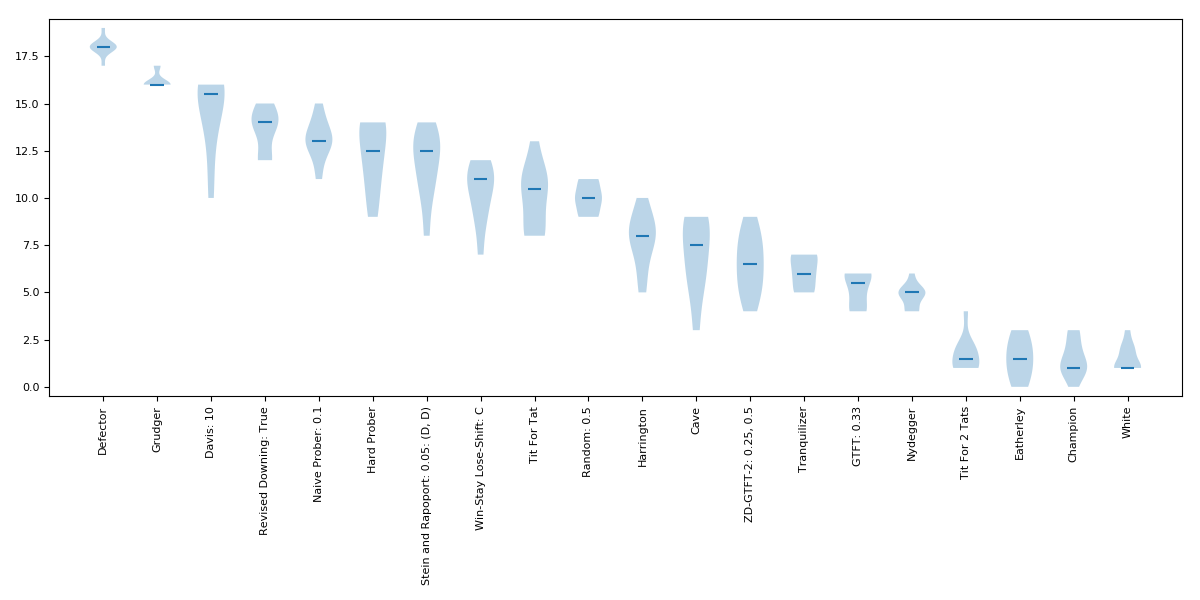 17.5
15.0
12.5
10.0
7.5
5.0
2.5
0.0
Defector
Grudger
Davis: 10
Revised Downing: True
Naive Prober: 0.1
Hard Prober
Stein and Rapoport: 0.05: (D, D)
Win-Stay Lose-Shift: C
Tit For Tat
Random: 0.5
Harrington
Cave
ZD-GTFT-2: 0.25, 0.5
Tranquilizer
GTFT: 0.33
Nydegger
Tit For 2 Tats
Eatherley
Champion
White